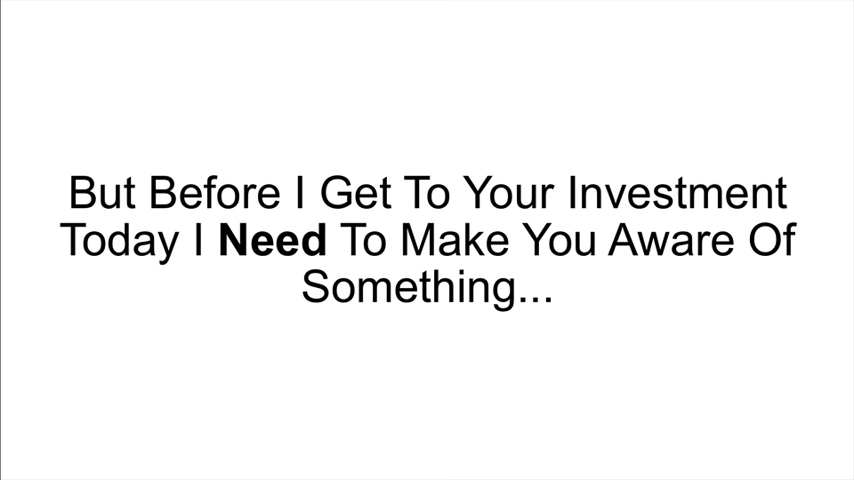 But Before I Get To Your Investment
Today I Need To Make You Aware Of
Something...